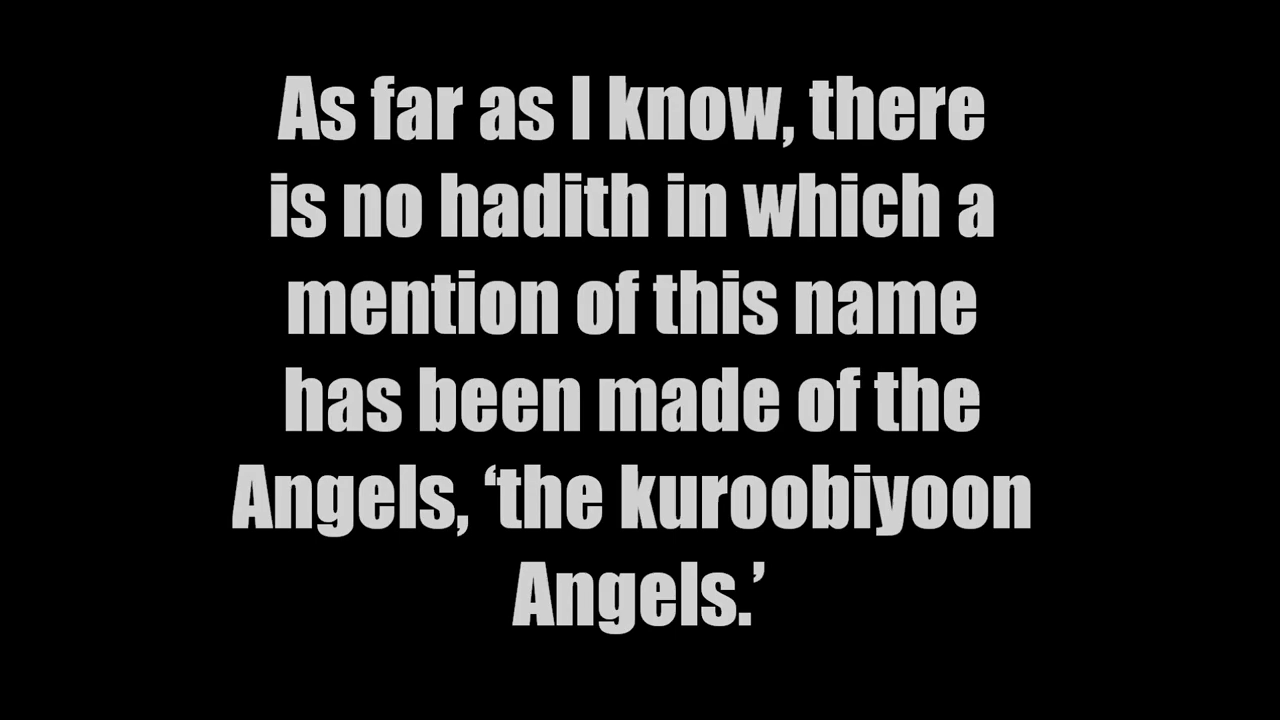 As far as I know, there
is no hadith in which a
mention of this name
has been made of the
Angels, ‘the kuroobiyoon
Angels.’